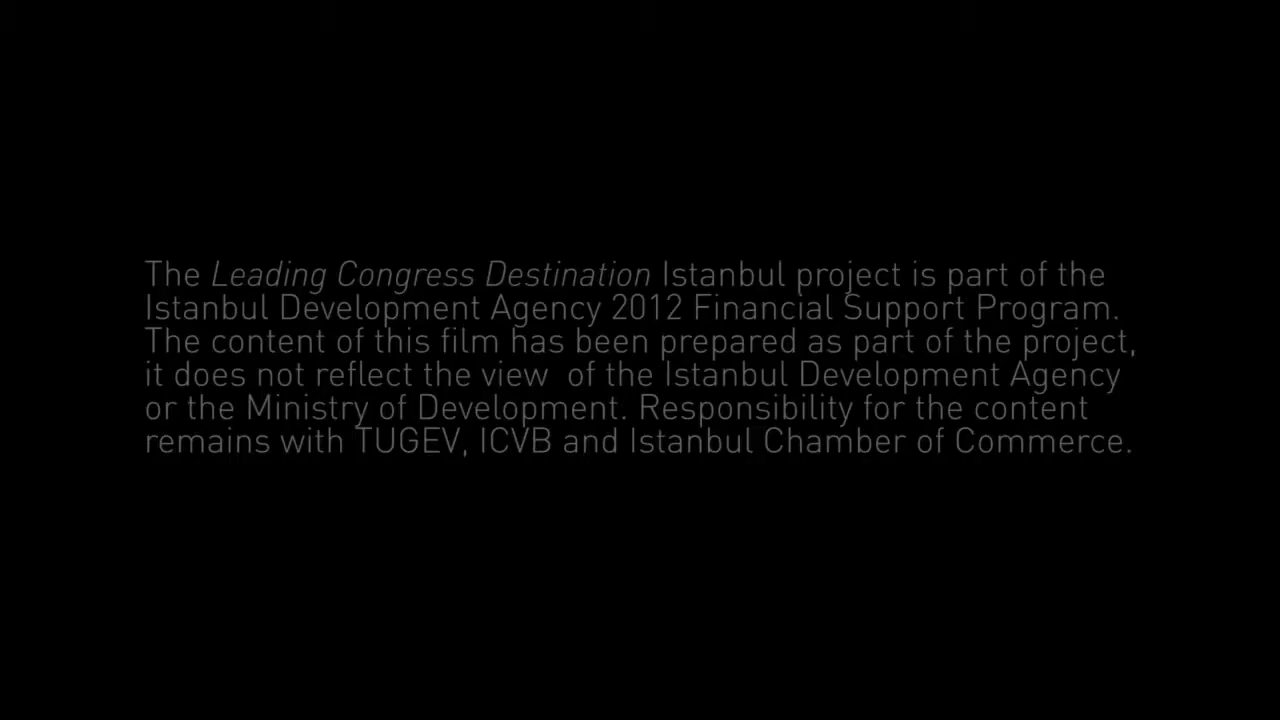 The Leading Congress Destination Istanbul project is part of the
Istanbul Development Agency 2012 Financial Support Program.
The content of this film has been prepared as part of the project,
it does not reflect the view  of the Istanbul Development Agency
or the Ministry of Development. Responsibility for the content
remains with TUGEV, ICVB and Istanbul Chamber of Commerce.